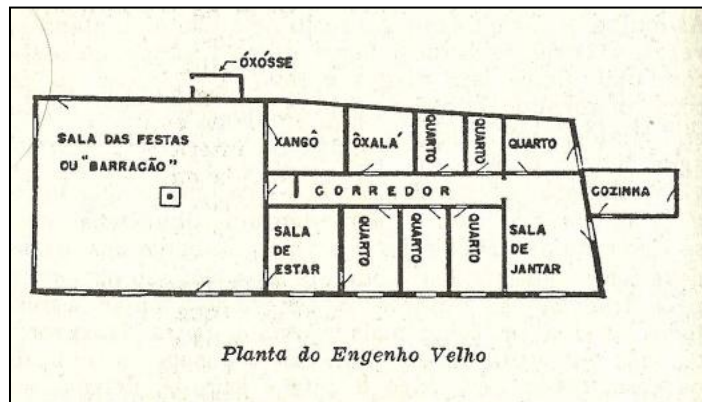 ÓXÓSSE
SALA DAS FESTAS
OU "BARRACÃO"
XANGÔ
ÔXALÁ
QUARTO
QUARTO
QUARTO
CORREDOR
COZINHA
SALA
DE
ESTAR
QUARTO
QUARTO
QUARTO
SALA
DE
JANTAR
Planta do Engenho Velho